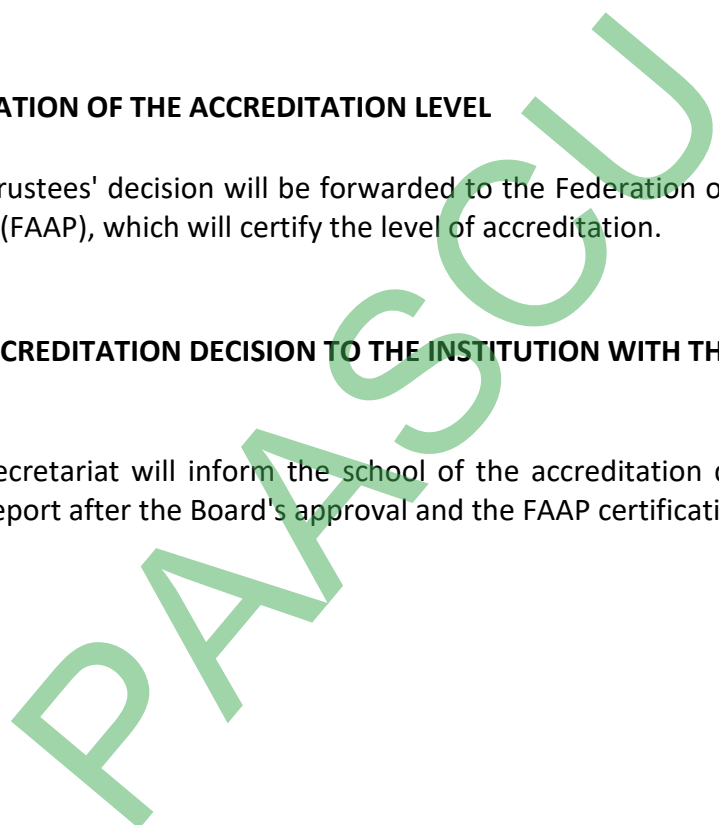 ATION OF THE ACCREDITATION LEVEL
rustees' decision will be forwarded to the Federation o
(FAAP), which will certify the level of accreditation.
CREDITATION DECISION TO THE INSTITUTION WITH TH
ecretariat will inform the school of the accreditation
eport after the Board's approval and the FAAP certificati
PAASCU